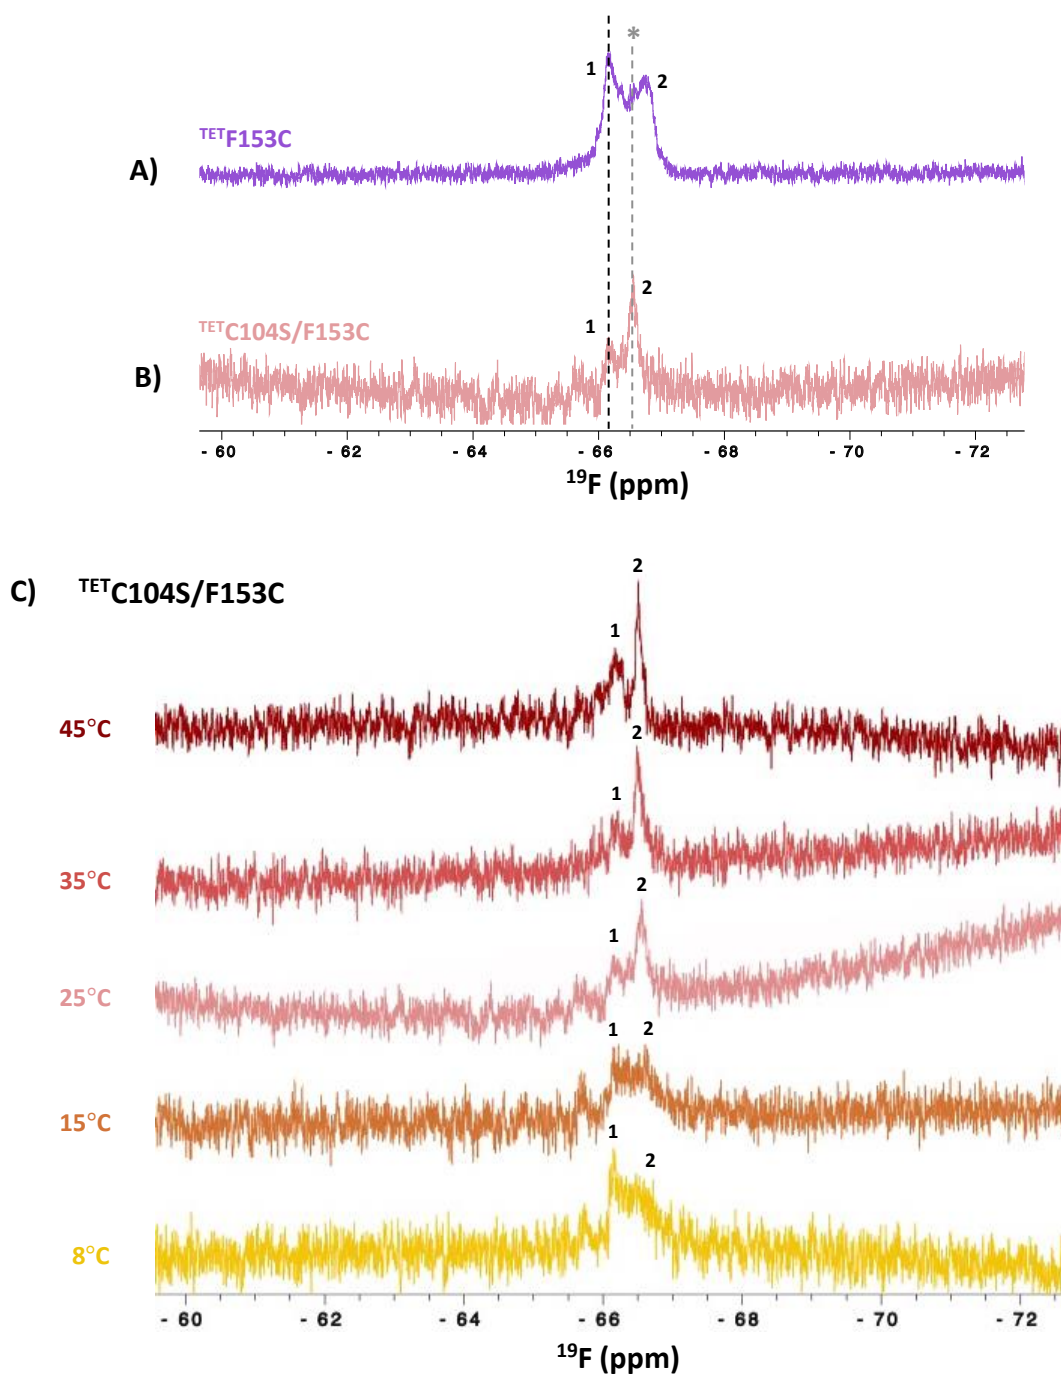 *
1
2
TETF153C
A)
2
TETC104S/F153C
1
B)
- 60 - 62 - 64 - 66 - 68 - 70 - 72
19F (ppm)
C) TETC104S/F153C
2
1
45°C
2
1
35°C
2
1
25°C
1 2
15°C
1
2
8°C
- 60 - 62 - 64 - 66 - 68 - 70 - 72
19F (ppm)